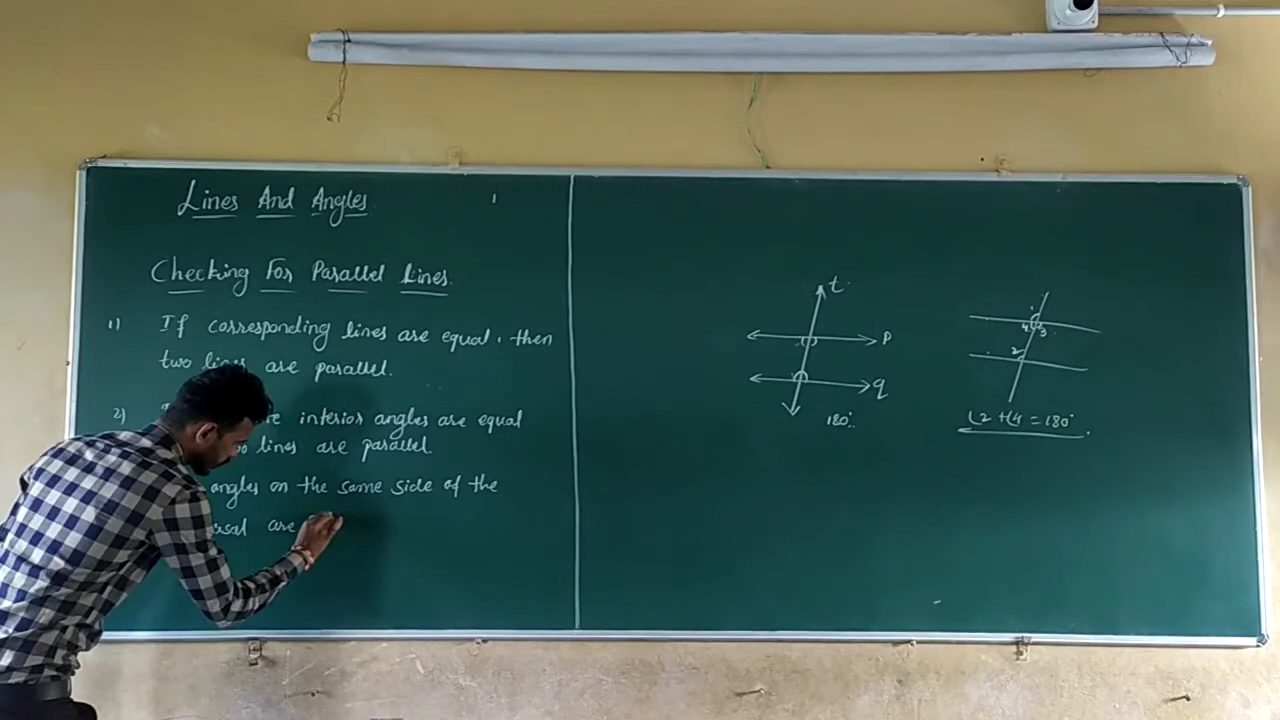 Lines And Angles
Checking For Parallel Lines.
1) If corresponding lines are equal, then
two lines are parallel.
2) interior angles are equal
lines are parallel.
angles on the same side of the
are
t
p
q
180°
1
4 3
2
∠2 + ∠4 = 180°